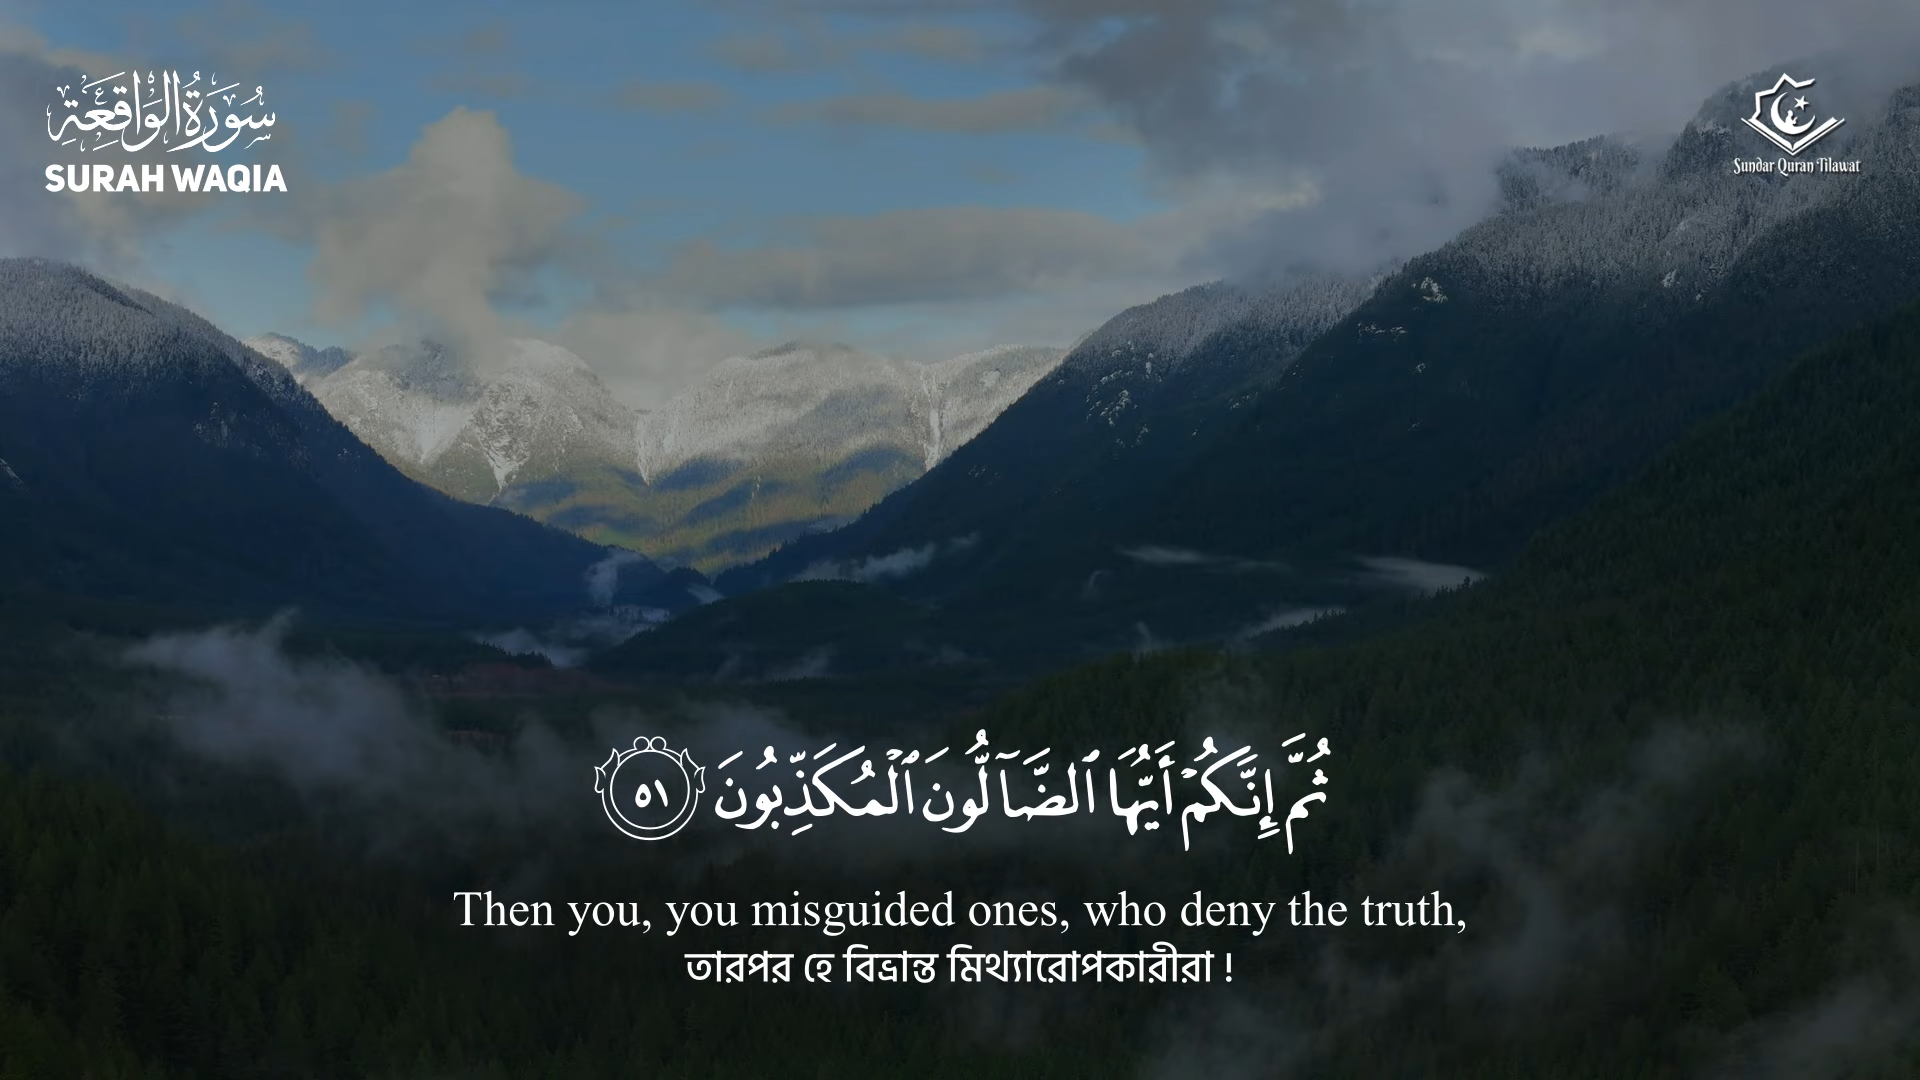 سُورَةُ الْوَاقِعَةِ
SURAH WAQIA
Sundar Quran Tilawat
ثُمَّ إِنَّكُمۡ أَيُّهَا ٱلضَّآلُّونَ ٱلۡمُكَذِّبُونَ ٥١
Then you, you misguided ones, who deny the truth,
তারপর হে বিভ্রান্ত মিথ্যারোপকারীরা !